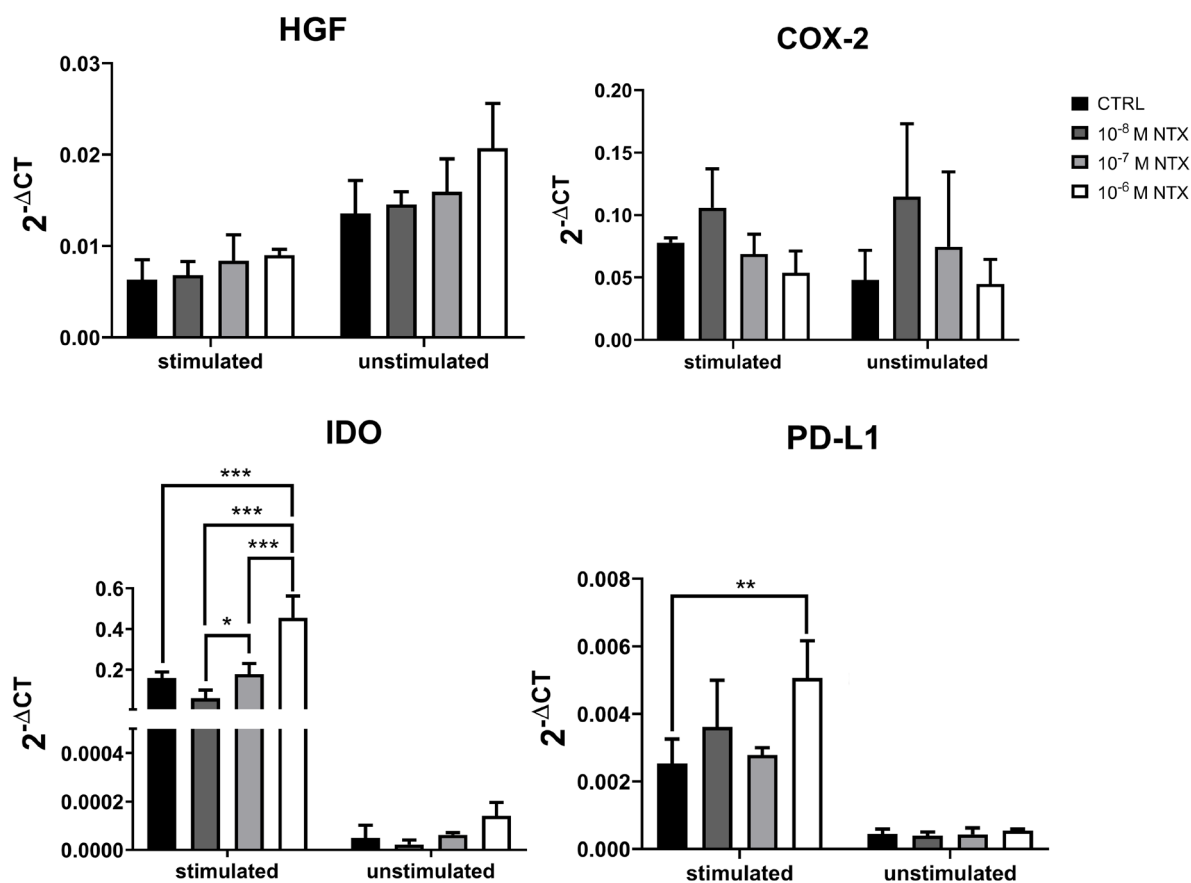 HGF
2^-ΔCT
0.03
0.02
0.01
0.00
stimulated unstimulated
COX-2
2^-ΔCT
0.20
0.15
0.10
0.05
0.00
stimulated unstimulated
CTRL
10^-8 M NTX
10^-7 M NTX
10^-6 M NTX
IDO
***
***
***
*
2^-ΔCT
0.6
0.4
0.2
0.0004
0.0002
0.0000
stimulated unstimulated
PD-L1
**
2^-ΔCT
0.008
0.006
0.004
0.002
0.000
stimulated unstimulated